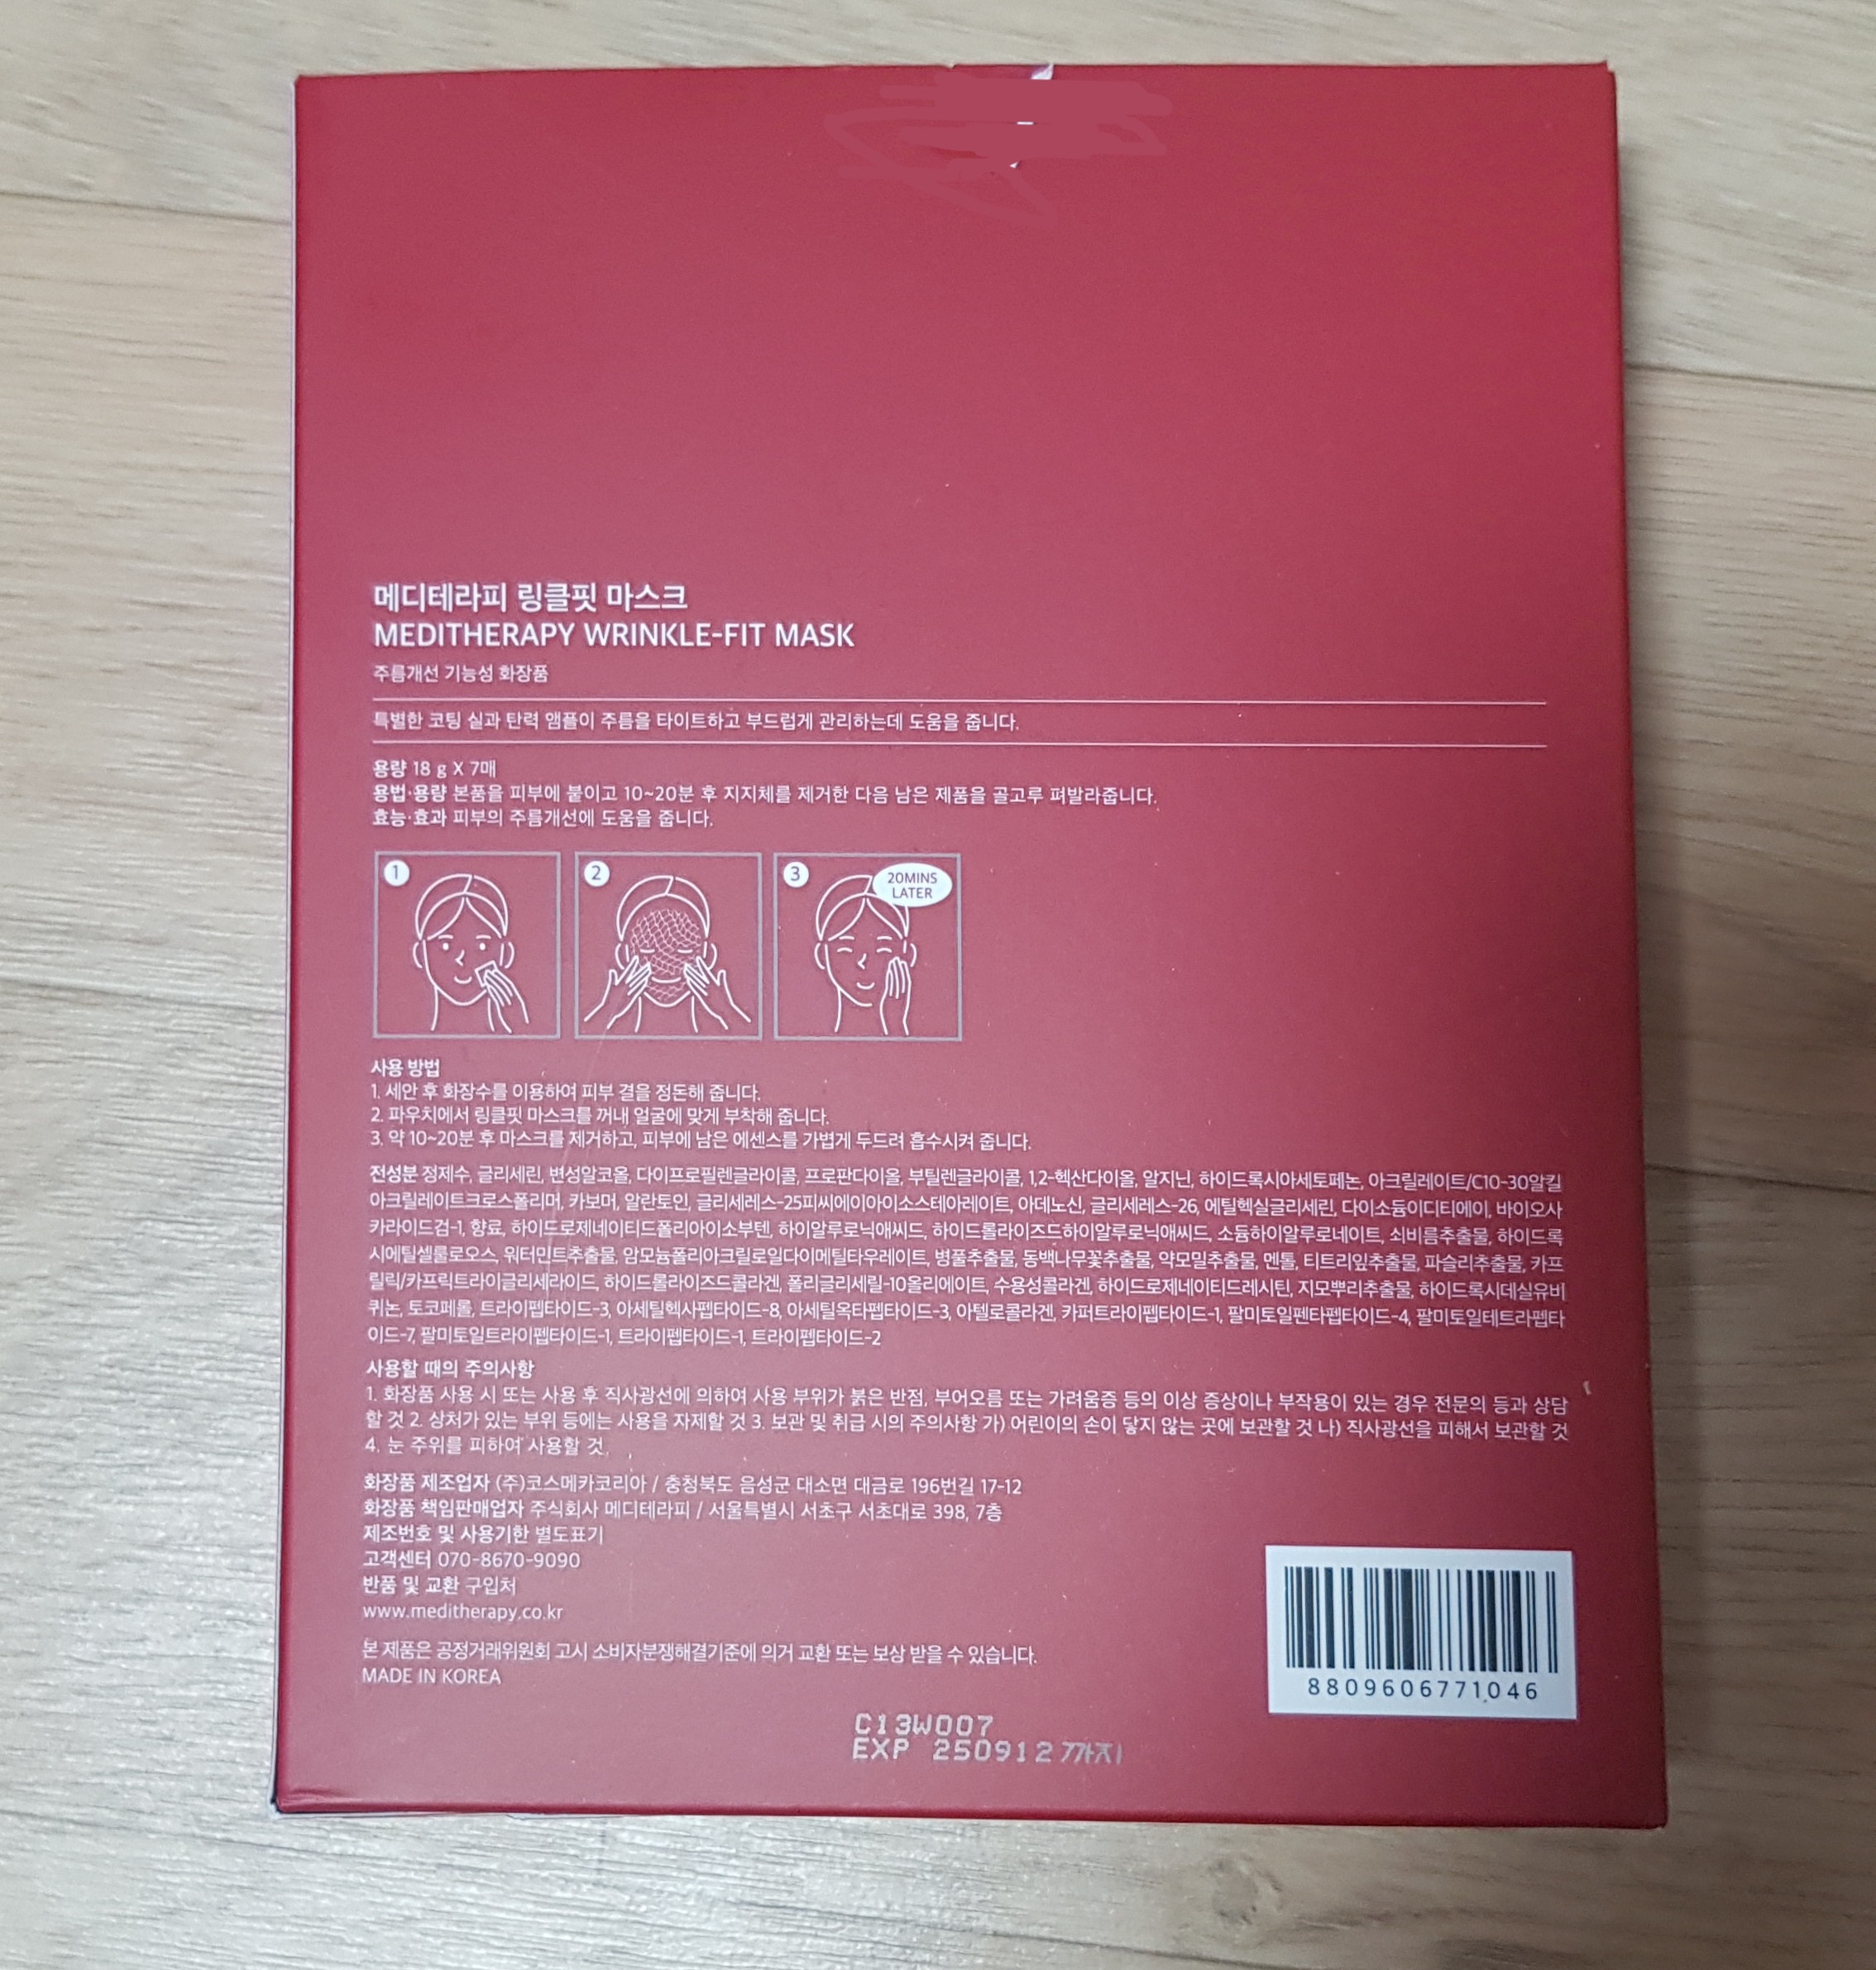 메디테라피 링클핏 마스크
MEDITHERAPY WRINKLE-FIT MASK
주름개선 기능성 화장품
특별한 코팅 실과 탄력 앰플이 주름을 타이트하고 부드럽게 관리하는데 도움을 줍니다.
용량 18 g X 7매
용법·용량 본품을 피부에 붙이고 10~20분 후 지지체를 제거한 다음 남은 제품을 골고루 펴발라줍니다.
효능·효과 피부의 주름개선에 도움을 줍니다.
1
2
3
20MINS
LATER
사용 방법
1. 세안 후 화장수를 이용하여 피부 결을 정돈해 줍니다.
2. 파우치에서 링클핏 마스크를 꺼내 얼굴에 맞게 부착해 줍니다.
3. 약 10~20분 후 마스크를 제거하고, 피부에 남은 에센스를 가볍게 두드려 흡수시켜 줍니다.
전성분 정제수, 글리세린, 변성알코올, 다이프로필렌글라이콜, 프로판다이올, 부틸렌글라이콜, 1,2-헥산다이올, 알지닌, 하이드록시아세토페논, 아크릴레이트/C10-30알킬
아크릴레이트크로스폴리머, 카보머, 알란토인, 글리세레스-25피씨에이아이소스테아레이트, 아데노신, 글리세레스-26, 에틸헥실글리세린, 다이소듐이디티에이, 바이오사
카라이드검-1, 향료, 하이드로제네이티드폴리아이소부텐, 하이알루로닉애씨드, 하이드롤라이즈드하이알루로닉애씨드, 소듐하이알루로네이트, 쇠비름추출물, 하이드록
시에틸셀룰로오스, 워터민트추출물, 암모늄폴리아크릴로일다이메틸타우레이트, 병풀추출물, 동백나무꽃추출물, 약모밀추출물, 멘톨, 티트리잎추출물, 파슬리추출물, 카프
릴릭/카프릭트라이글리세라이드, 하이드롤라이즈드콜라겐, 폴리글리세릴-10올리에이트, 수용성콜라겐, 하이드로제네이티드레시틴, 지모뿌리추출물, 하이드록시데실유비
퀴논, 토코페롤, 트라이펩타이드-3, 아세틸헥사펩타이드-8, 아세틸옥타펩타이드-3, 아텔로콜라겐, 카퍼트라이펩타이드-1, 팔미토일펜타펩타이드-4, 팔미토일테트라펩타
이드-7, 팔미토일트라이펩타이드-1, 트라이펩타이드-1, 트라이펩타이드-2
사용할 때의 주의사항
1. 화장품 사용 시 또는 사용 후 직사광선에 의하여 사용 부위가 붉은 반점, 부어오름 또는 가려움증 등의 이상 증상이나 부작용이 있는 경우 전문의 등과 상담
할 것 2. 상처가 있는 부위 등에는 사용을 자제할 것 3. 보관 및 취급 시의 주의사항 가) 어린이의 손이 닿지 않는 곳에 보관할 것 나) 직사광선을 피해서 보관할 것
4. 눈 주위를 피하여 사용할 것.
화장품 제조업자 (주)코스메카코리아 / 충청북도 음성군 대소면 대금로 196번길 17-12
화장품 책임판매업자 주식회사 메디테라피 / 서울특별시 서초구 서초대로 398, 7층
제조번호 및 사용기한 별도표기
고객센터 070-8670-9090
반품 및 교환 구입처
www.meditherapy.co.kr
본 제품은 공정거래위원회 고시 소비자분쟁해결기준에 의거 교환 또는 보상 받을 수 있습니다.
MADE IN KOREA
8809606771046
C13W007
EXP 250912까지